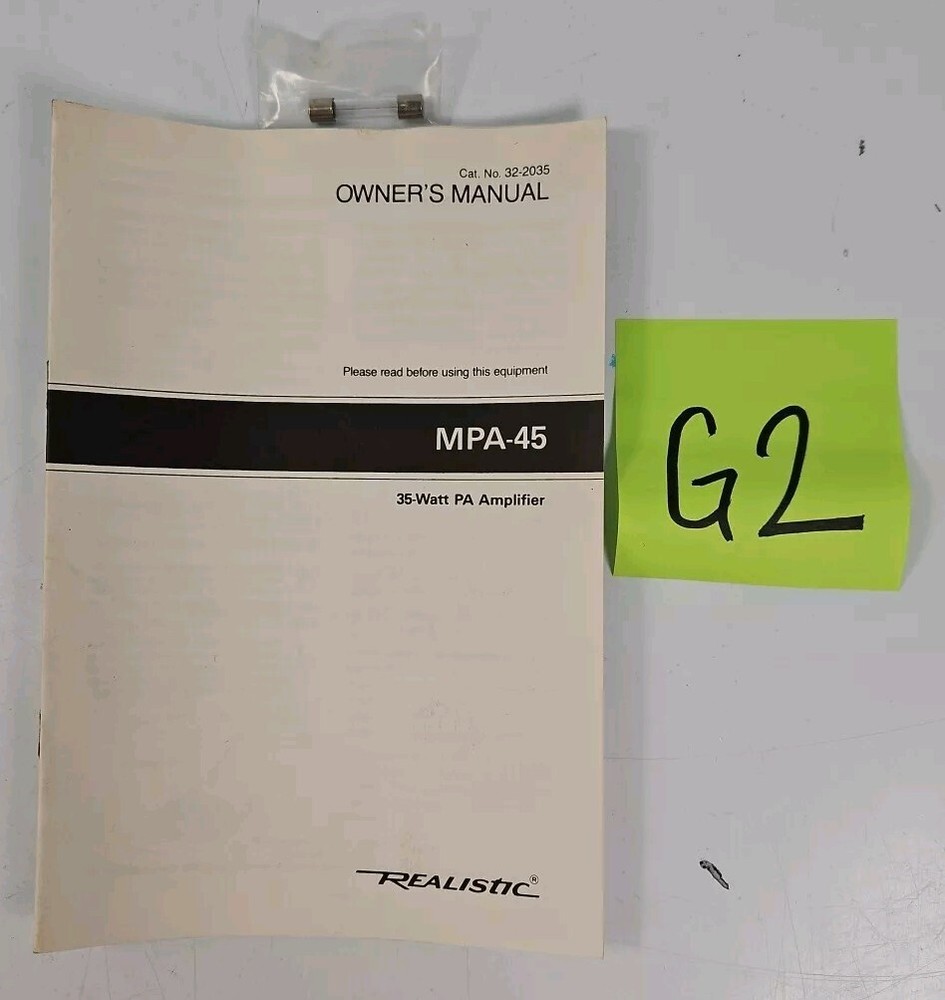 Cat. No. 32-2035
OWNER'S MANUAL
Please read before using this equipment
MPA-45
35-Watt PA Amplifier
REALISTIC®
G2